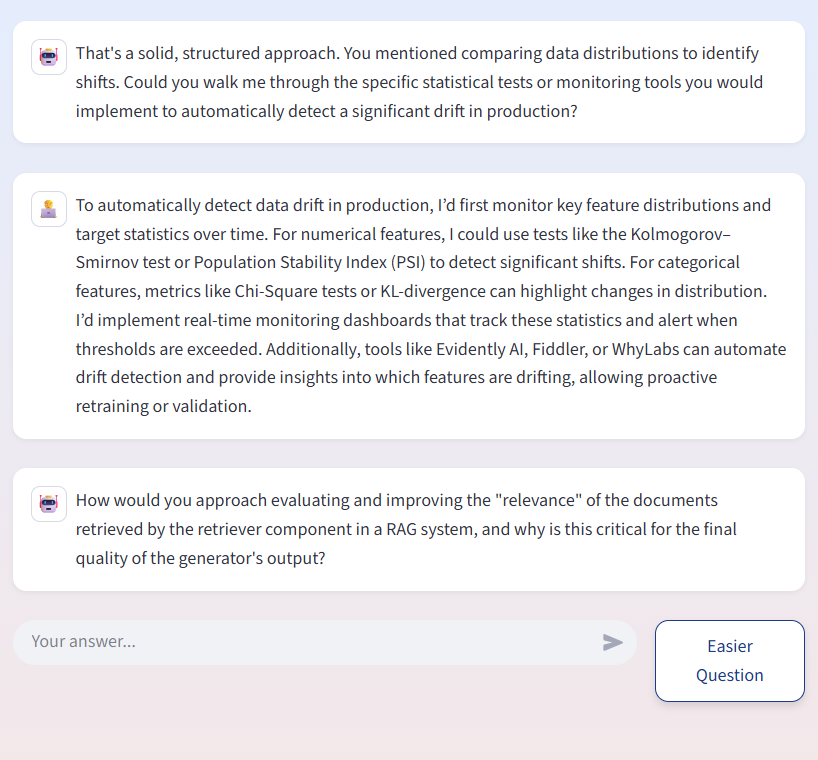 That's a solid, structured approach. You mentioned comparing data distributions to identify
shifts. Could you walk me through the specific statistical tests or monitoring tools you would
implement to automatically detect a significant drift in production?
To automatically detect data drift in production, I’d first monitor key feature distributions and
target statistics over time. For numerical features, I could use tests like the Kolmogorov–
Smirnov test or Population Stability Index (PSI) to detect significant shifts. For categorical
features, metrics like Chi-Square tests or KL-divergence can highlight changes in distribution.
I’d implement real-time monitoring dashboards that track these statistics and alert when
thresholds are exceeded. Additionally, tools like Evidently AI, Fiddler, or WhyLabs can automate
drift detection and provide insights into which features are drifting, allowing proactive
retraining or validation.
How would you approach evaluating and improving the "relevance" of the documents
retrieved by the retriever component in a RAG system, and why is this critical for the final
quality of the generator's output?
Your answer...
Easier
Question